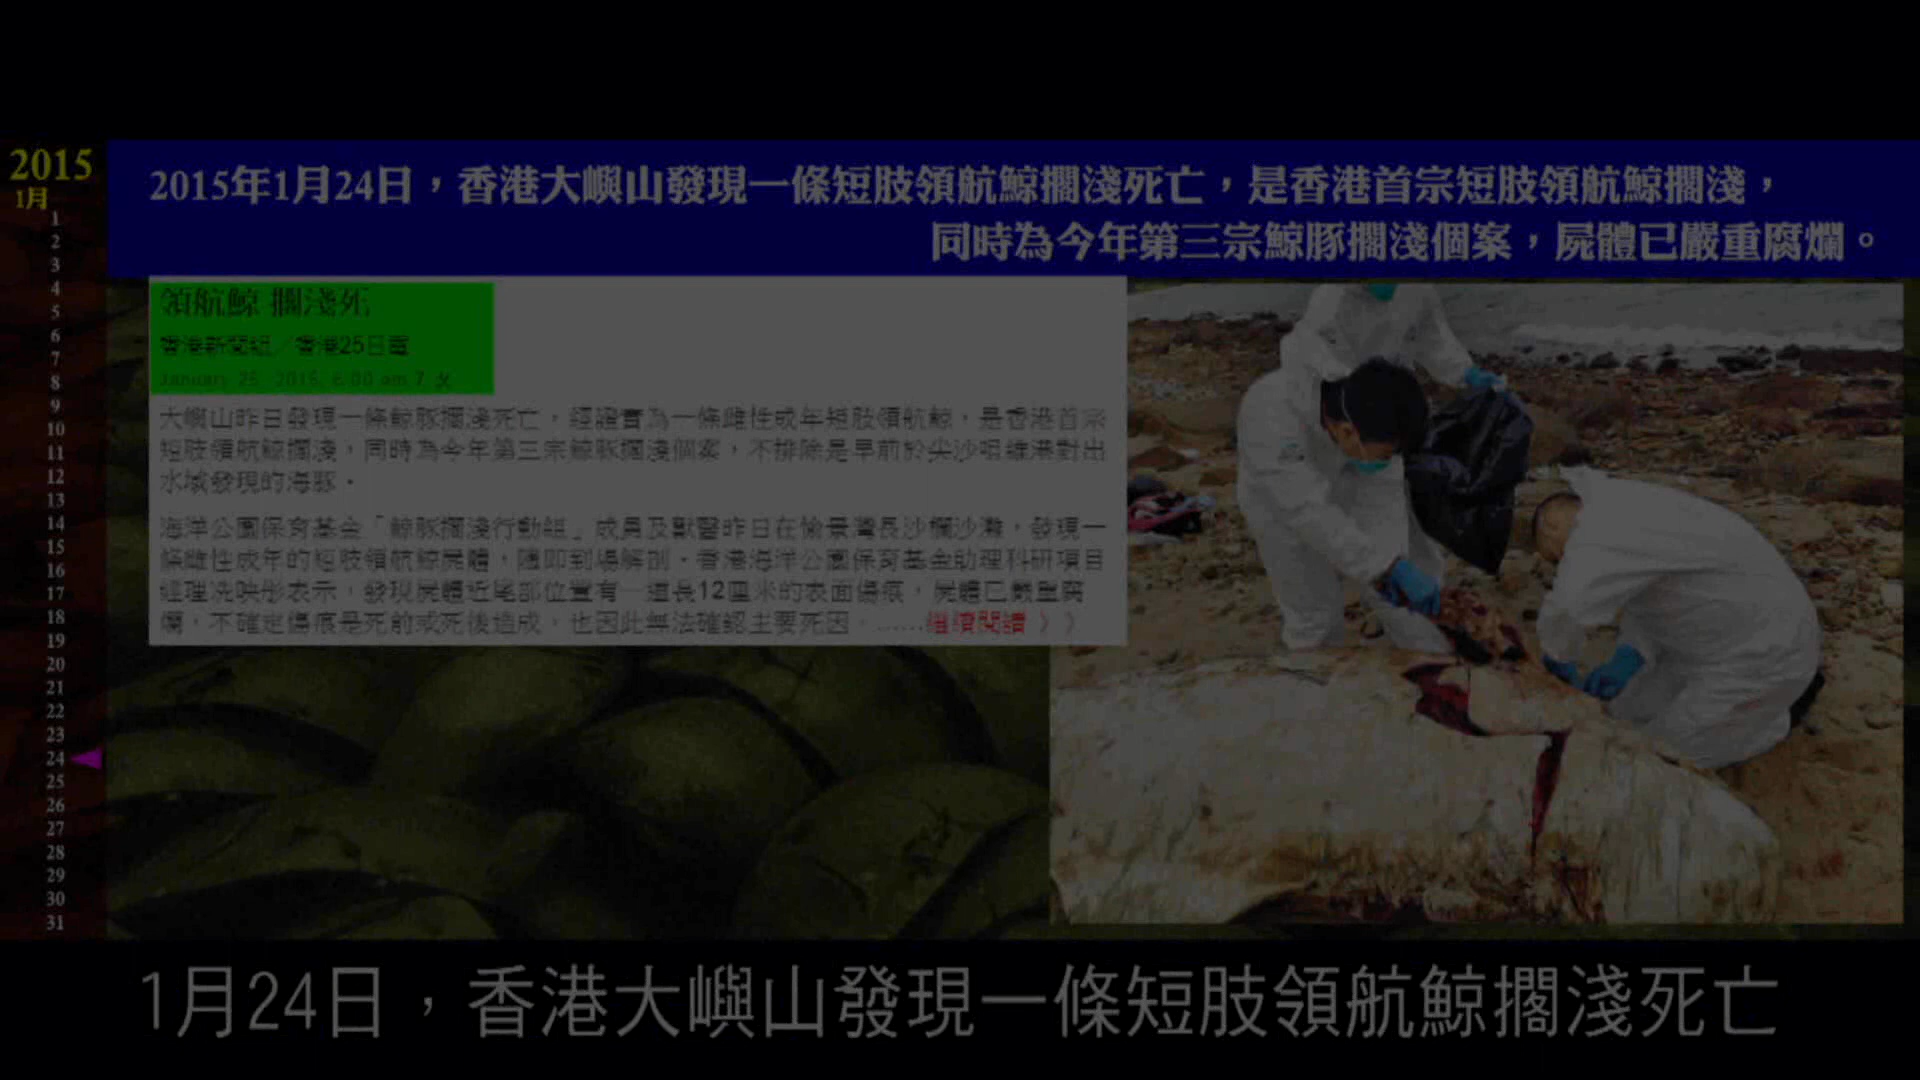 2015
1月
1
2
3
4
5
6
7
8
9
10
11
12
13
14
15
16
17
18
19
20
21
22
23
24
25
26
27
28
29
30
31
2015年1月24日，香港大嶼山發現一條短肢領航鯨擱淺死亡，是香港首宗短肢領航鯨擱淺，
同時為今年第三宗鯨豚擱淺個案，屍體已嚴重腐爛。
領航鯨 擱淺死
香港新聞組／香港25日電
January 25, 2015, 6:00 am
大嶼山昨日發現一條鯨豚擱淺死亡，經證實為一條雌性成年短肢領航鯨，是香港首宗
短肢領航鯨擱淺，同時為今年第三宗鯨豚擱淺個案，不排除是早前於尖沙咀維港對出
水域發現的海豚。
海洋公園保育基金「鯨豚擱淺行動組」成員及獸醫昨日在愉景灣長沙欄沙灘，發現一
條雌性成年的短肢領航鯨屍體，隨即到場解剖。香港海洋公園保育基金助理科研項目
經理冼映彤表示，發現屍體近尾部位置有一道長12厘米的表面傷痕，屍體已嚴重腐
爛，不確定傷痕是死前或死後造成，也因此無法確認主要死因。……繼續閱讀 》》
1月24日，香港大嶼山發現一條短肢領航鯨擱淺死亡